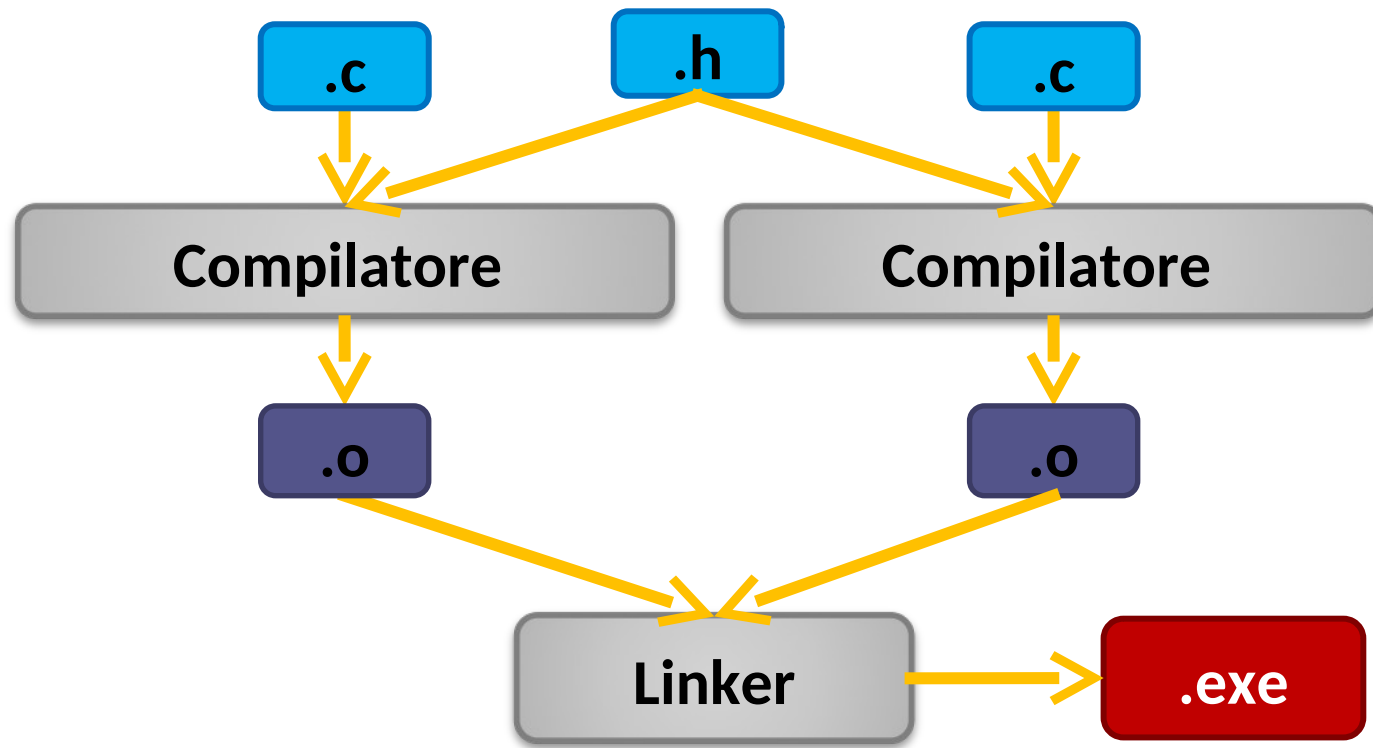 .c
.h
.c
Compilatore
Compilatore
.o
.o
Linker
.exe